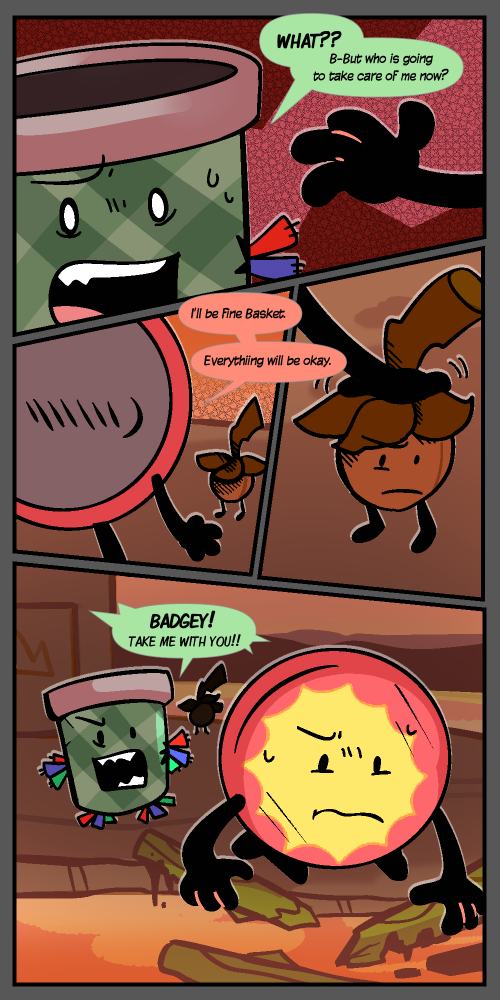 WHAT??
B-But who is going
to take care of me now?
I'll be Fine Basket.
Everythiing will be okay.
BADGEY!
TAKE ME WITH YOU!!